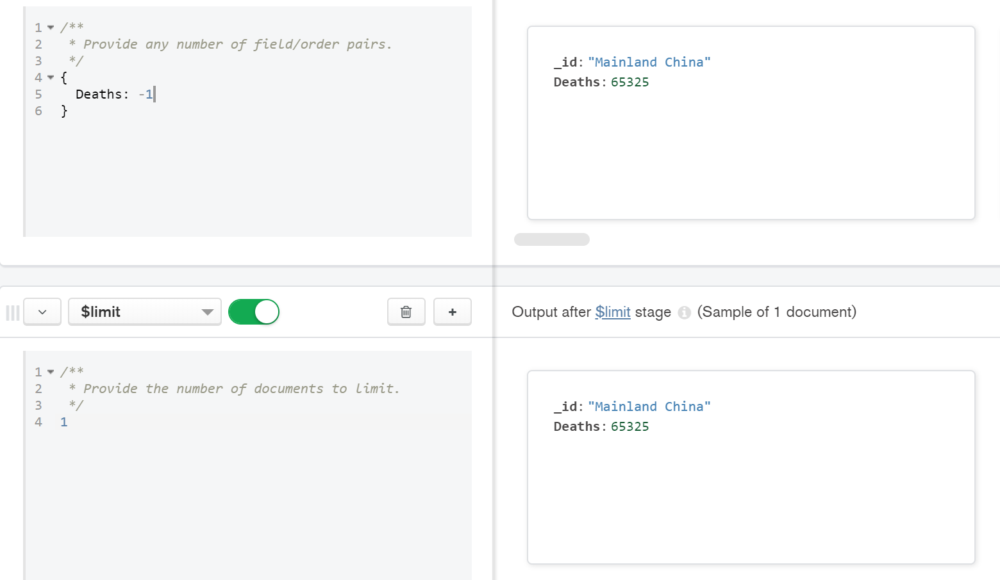 1 /**
2 * Provide any number of field/order pairs.
3 */
4 {
5 Deaths: -1
6 }
_id: "Mainland China"
Deaths: 65325
$limit
+
Output after $limit stage (Sample of 1 document)
1 /**
2 * Provide the number of documents to limit.
3 */
4 1
_id: "Mainland China"
Deaths: 65325